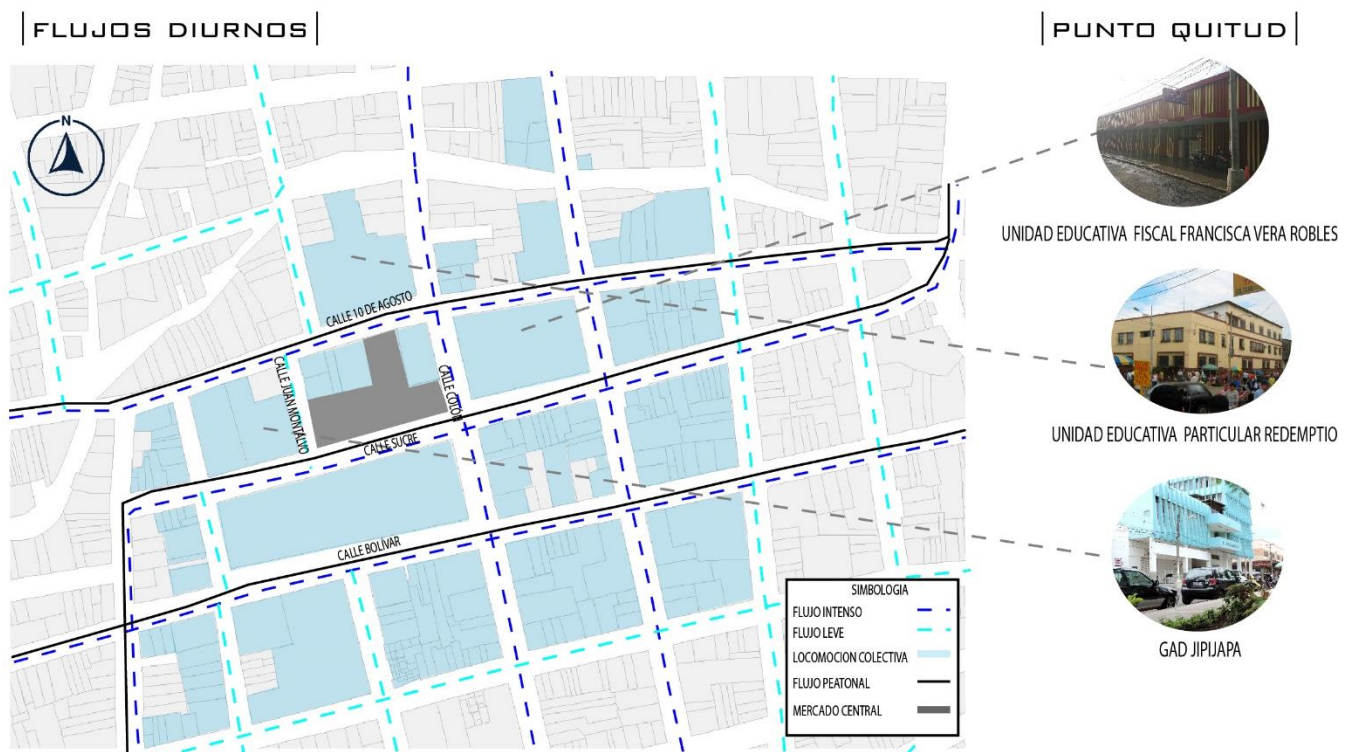 FLUJOS DIURNOS
PUNTO QUITUD
N
UNIDAD EDUCATIVA FISCAL FRANCISCA VERA ROBLES
UNIDAD EDUCATIVA PARTICULAR REDEMPTIO
GAD JIPIJAPA
CALLE 10 DE AGOSTO
CALLE JUAN MONTALVO
CALLE COLON
CALLE SUCRE
CALLE BOLÍVAR
SIMBOLOGIA
FLUJO INTENSO
FLUJO LEVE
LOCOMOCION COLECTIVA
FLUJO PEATONAL
MERCADO CENTRAL